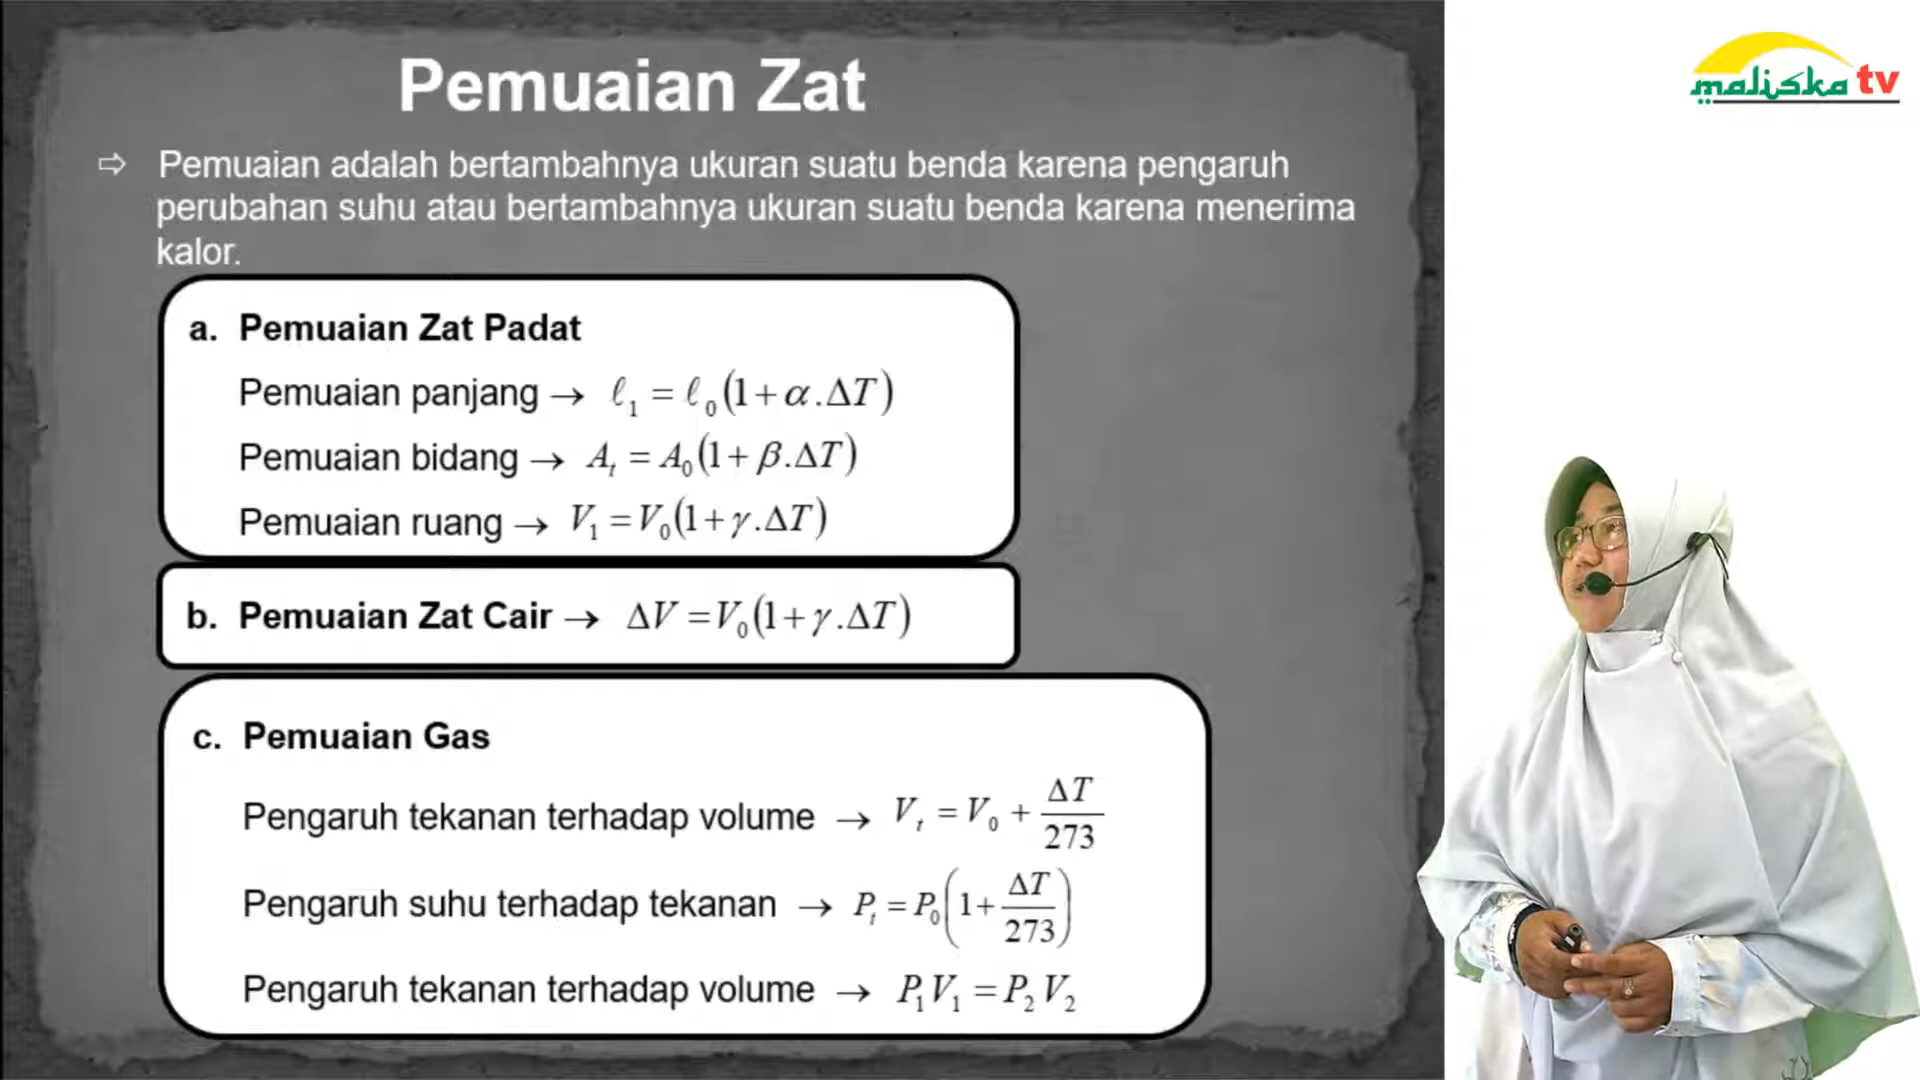 maliska tv
Pemuaian Zat
⇨ Pemuaian adalah bertambahnya ukuran suatu benda karena pengaruh
perubahan suhu atau bertambahnya ukuran suatu benda karena menerima
kalor.
a. Pemuaian Zat Padat
Pemuaian panjang → ℓ₁ = ℓ₀(1+α.ΔT)
Pemuaian bidang → Aₜ = A₀(1+β.ΔT)
Pemuaian ruang → V₁ = V₀(1+γ.ΔT)
b. Pemuaian Zat Cair → ΔV = V₀(1+γ.ΔT)
c. Pemuaian Gas
Pengaruh tekanan terhadap volume → Vₜ = V₀ + ΔT/273
Pengaruh suhu terhadap tekanan → Pₜ = P₀(1+ΔT/273)
Pengaruh tekanan terhadap volume → P₁V₁ = P₂V₂